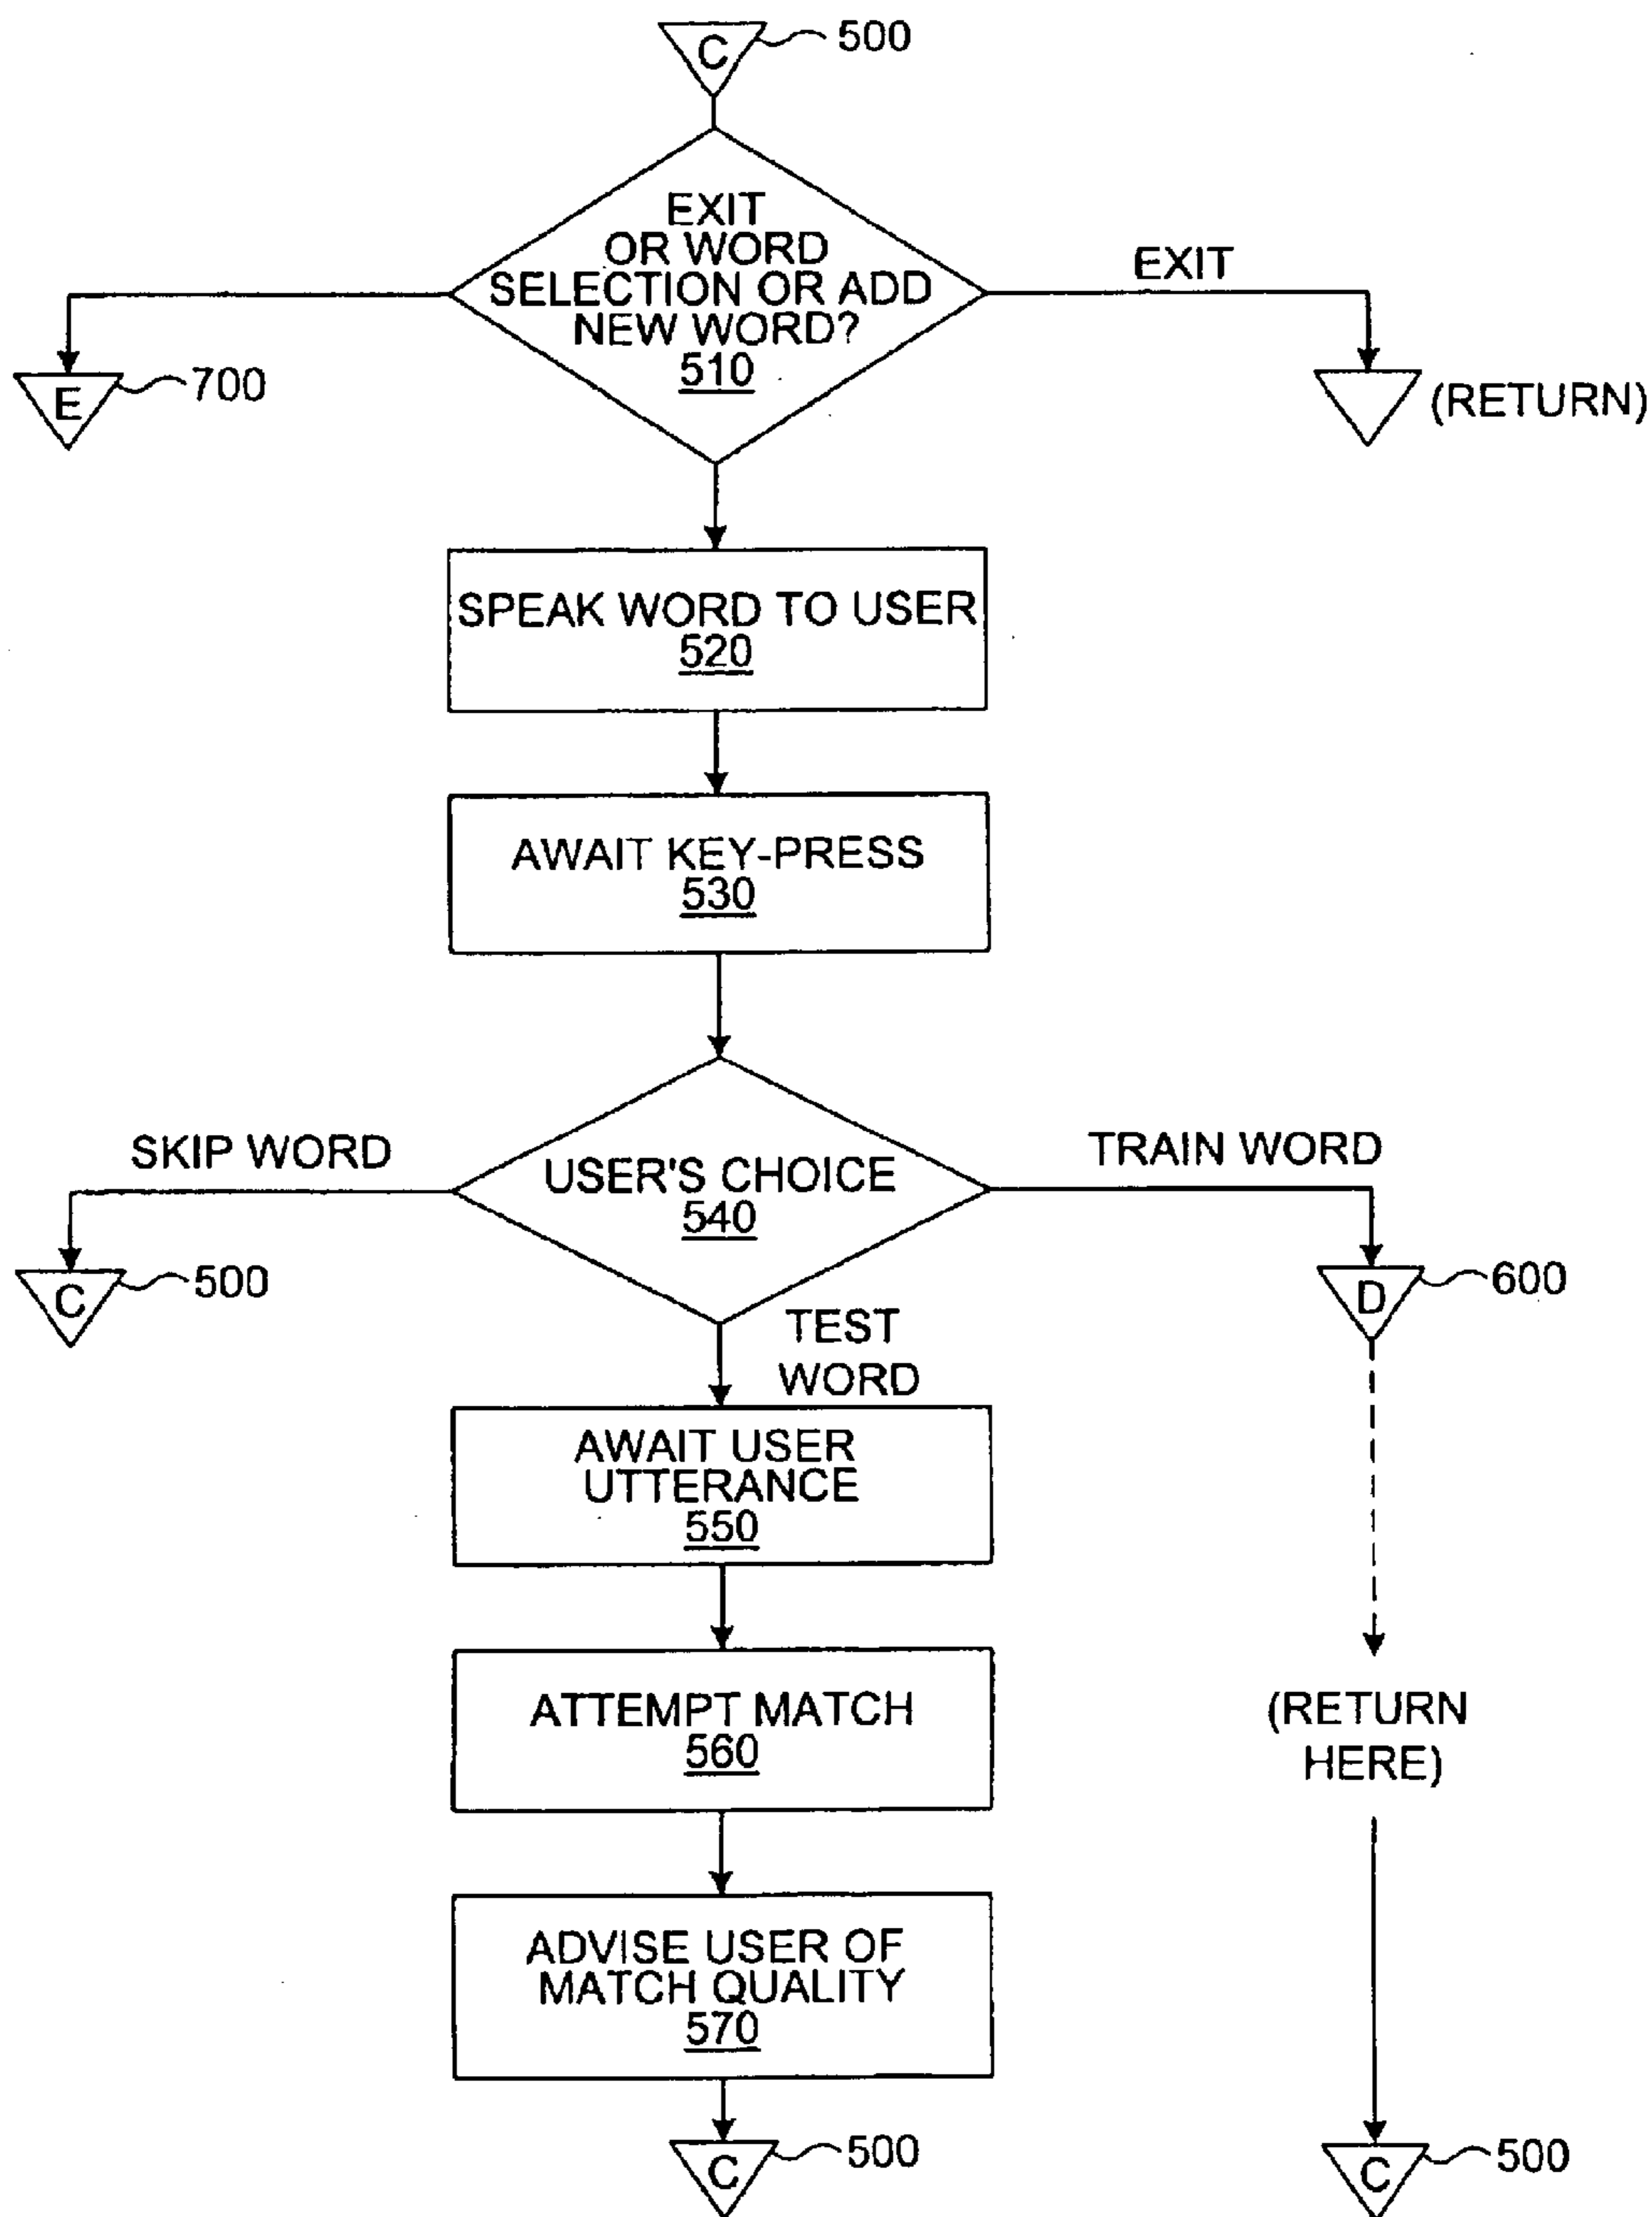 C
500
EXIT
OR WORD
SELECTION OR ADD
NEW WORD?
510
EXIT
E
700
(RETURN)
SPEAK WORD TO USER
520
AWAIT KEY-PRESS
530
SKIP WORD
USER'S CHOICE
540
TRAIN WORD
C
500
D
600
TEST
WORD
AWAIT USER
UTTERANCE
550
ATTEMPT MATCH
560
(RETURN
HERE)
ADVISE USER OF
MATCH QUALITY
570
C
500
C
500